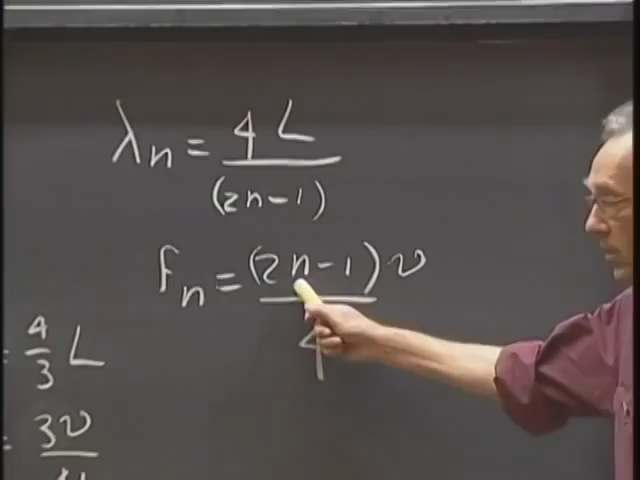 λn = 4L / (2n-1)
fn = (2n-1)v / 4
= 4/3 L
= 3v